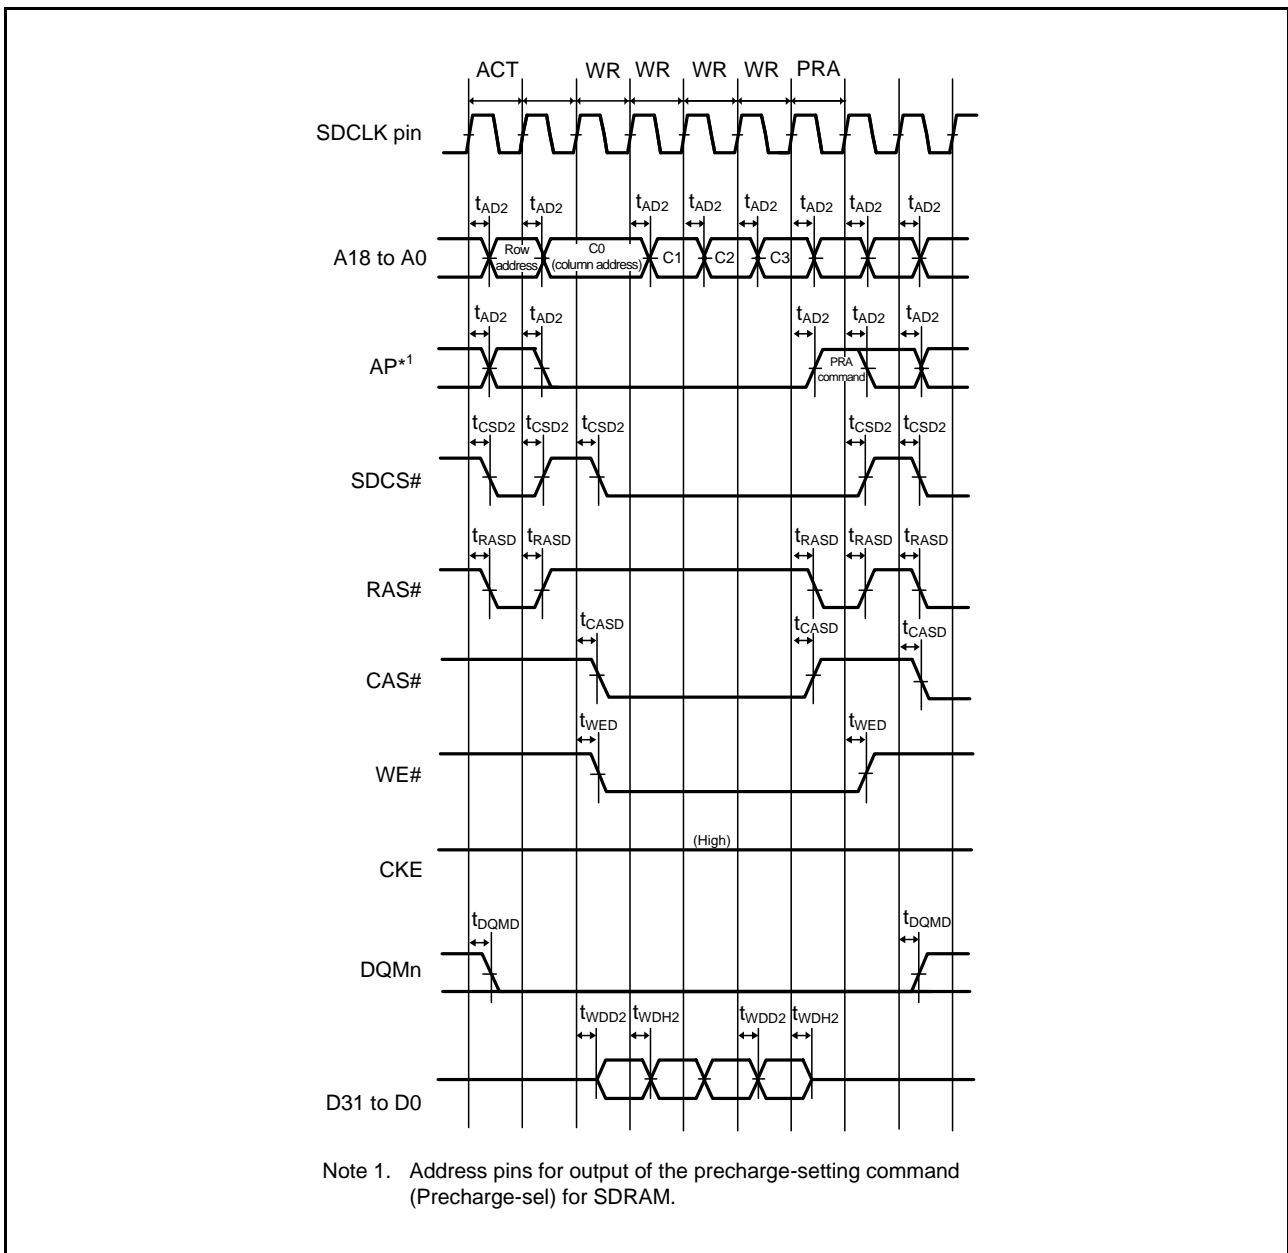 ACT WR WR WR WR PRA
SDCLK pin
tAD2 tAD2 tAD2 tAD2 tAD2 tAD2 tAD2 tAD2
A18 to A0
Row address
C0 (column address)
C1 C2 C3
tAD2 tAD2 tAD2 tAD2 tAD2
AP*1
PRA command
tCSD2 tCSD2 tCSD2 tCSD2 tCSD2
SDCS#
tRASD tRASD tRASD tRASD tRASD
RAS#
tCASD tCASD tCASD
CAS#
tWED tWED
WE#
(High)
CKE
tDQMD tDQMD
DQMn
tWDD2 tWDH2 tWDD2 tWDH2
D31 to D0
Note 1. Address pins for output of the precharge-setting command
(Precharge-sel) for SDRAM.